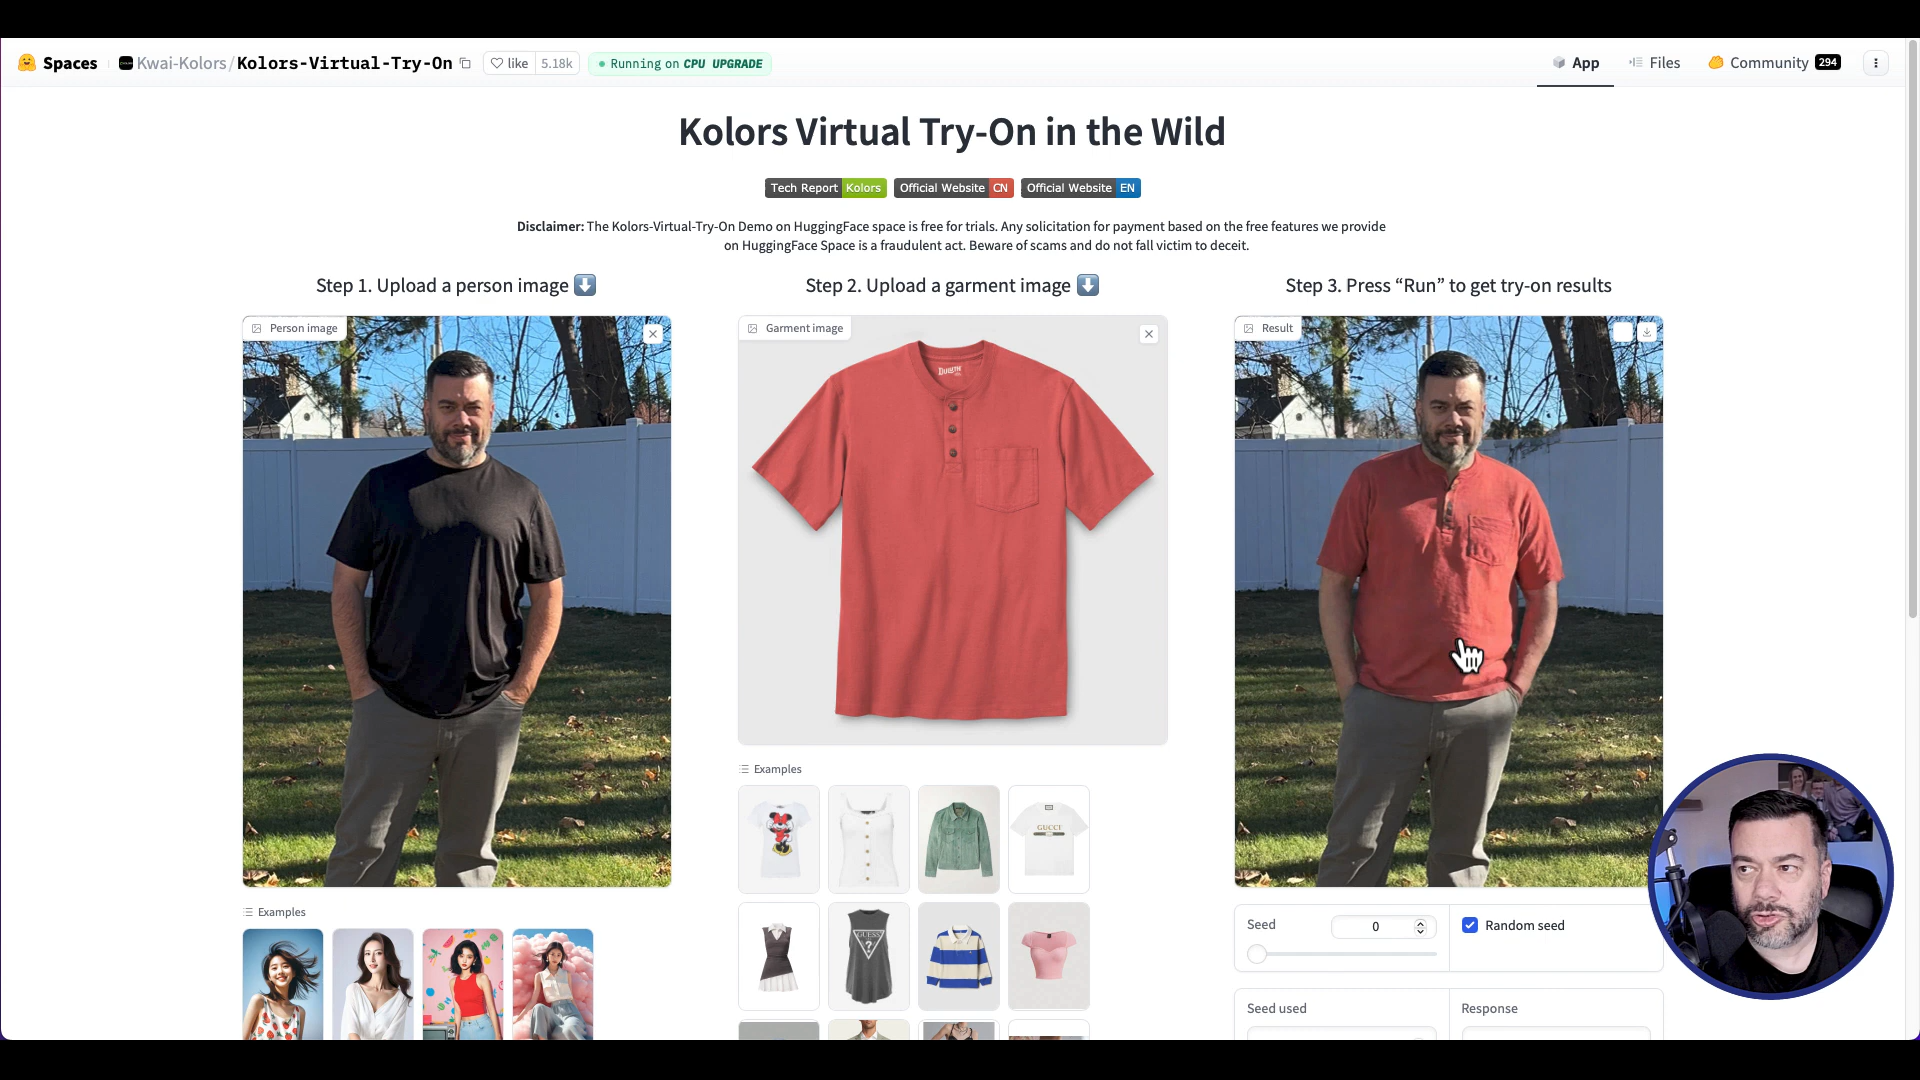 Spaces
Kwai-Kolors/Kolors-Virtual-Try-On
like 5.18k
Running on CPU UPGRADE
App
Files
Community 294
Kolors Virtual Try-On in the Wild
Tech Report Kolors
Official Website CN
Official Website EN
Disclaimer: The Kolors-Virtual-Try-On Demo on HuggingFace space is free for trials. Any solicitation for payment based on the free features we provide
on HuggingFace Space is a fraudulent act. Beware of scams and do not fall victim to deceit.
Step 1. Upload a person image
Step 2. Upload a garment image
Step 3. Press “Run” to get try-on results
Person image
Garment image
Result
DULUTH
Examples
GUCCI
GUESS
?
Examples
Seed
0
Random seed
Seed used
Response